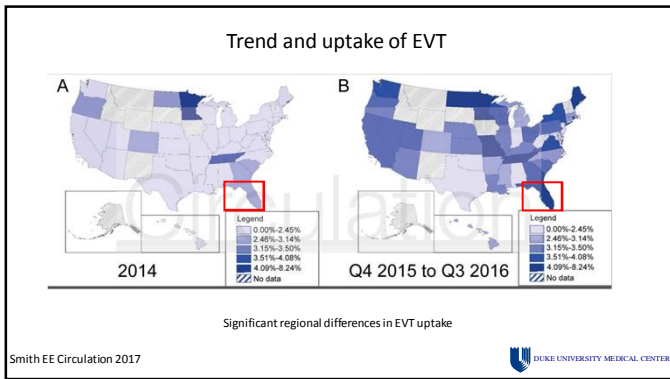 Trend and uptake of EVT
A
B
Circulation
Legend
0.00%-2.45%
2.46%-3.14%
3.15%-3.50%
3.51%-4.08%
4.09%-8.24%
No data
2014
Legend
0.00%-2.45%
2.46%-3.14%
3.15%-3.50%
3.51%-4.08%
4.09%-8.24%
No data
Q4 2015 to Q3 2016
Significant regional differences in EVT uptake
Smith EE Circulation 2017
DUKE UNIVERSITY MEDICAL CENTER